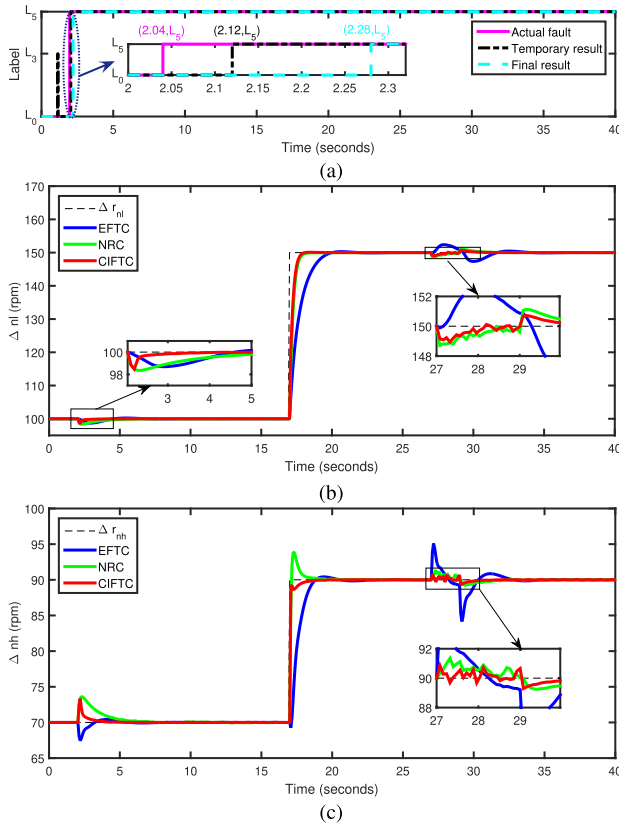 L5
L3
L0
Label
(2.04,L5)
(2.12,L5)
(2.28,L5)
L5
L0
2 2.05 2.1 2.15 2.2 2.25 2.3
Actual fault
Temporary result
Final result
0 5 10 15 20 25 30 35 40
Time (seconds)
(a)
170
160
150
140
130
120
110
100
Δ nl (rpm)
Δ r_nl
EFTC
NRC
CIFTC
100
98
3 4 5
152
150
148
27 28 29
0 5 10 15 20 25 30 35 40
Time (seconds)
(b)
100
95
90
85
80
75
70
65
Δ nh (rpm)
Δ r_nh
EFTC
NRC
CIFTC
92
90
88
27 28 29
0 5 10 15 20 25 30 35 40
Time (seconds)
(c)